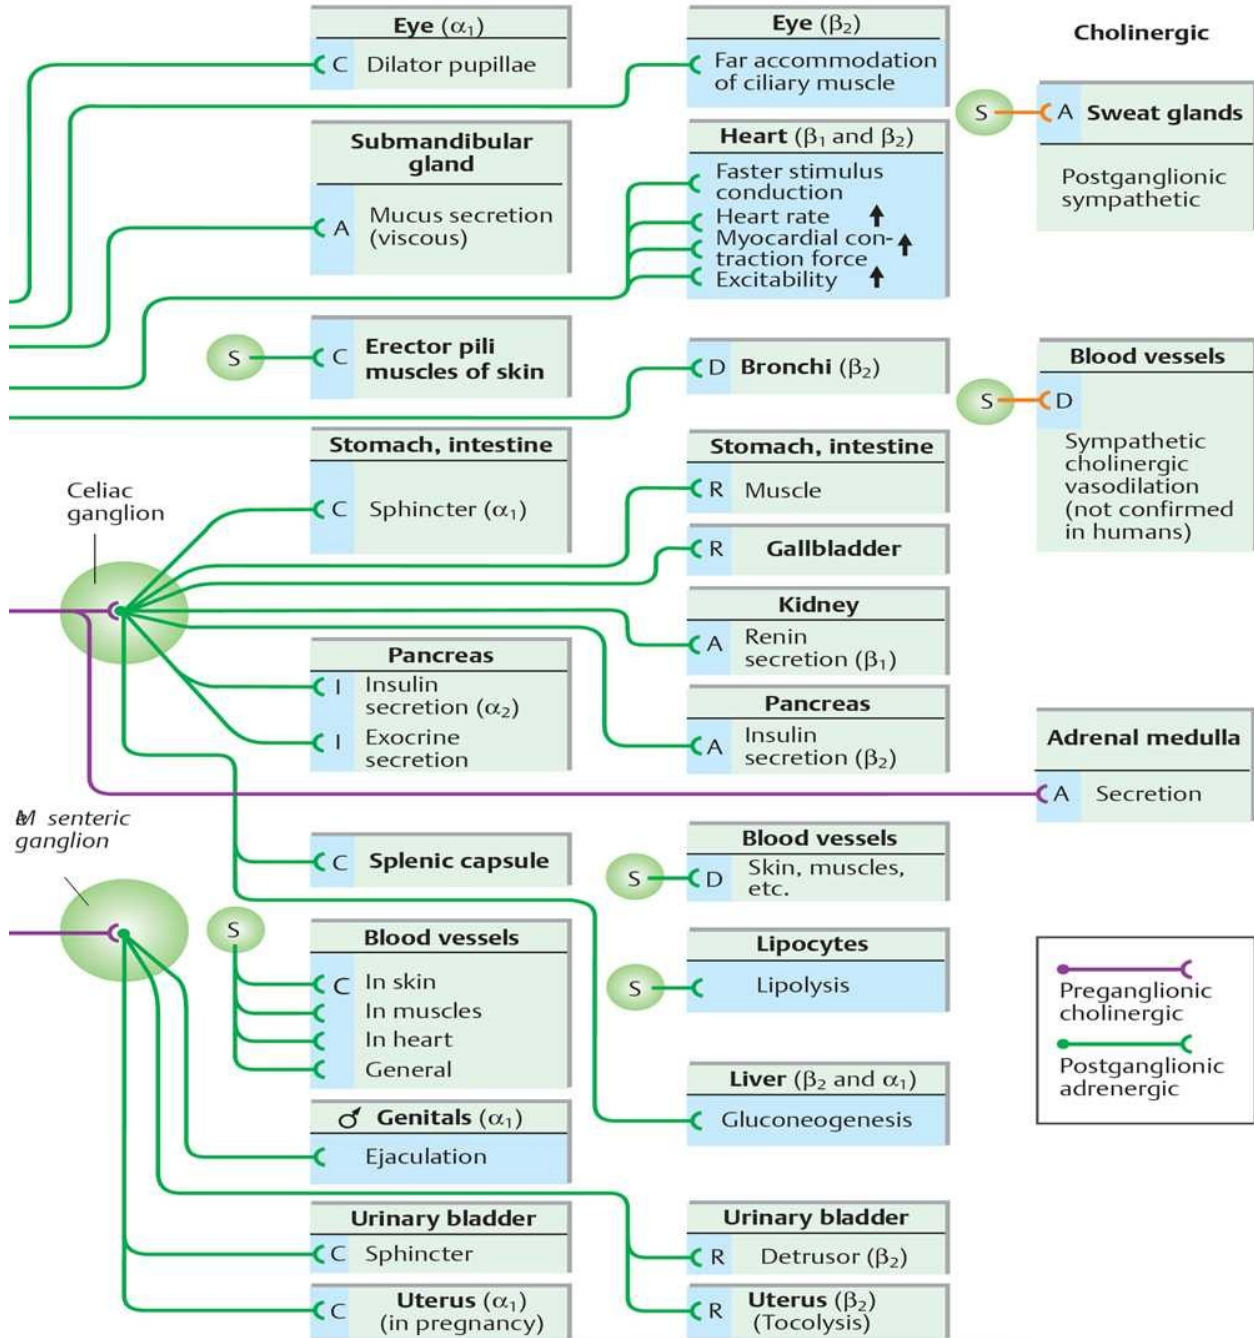 Eye (α1)
C Dilator pupillae
Submandibular
gland
A Mucus secretion
(viscous)
S
C Erector pili
muscles of skin
Stomach, intestine
C Sphincter (α1)
Celiac
ganglion
Pancreas
I Insulin
secretion (α2)
I Exocrine
secretion
senteric
ganglion
C Splenic capsule
S
Blood vessels
C In skin
In muscles
In heart
General
♂ Genitals (α1)
Ejaculation
Urinary bladder
C Sphincter
C Uterus (α1)
(in pregnancy)
Eye (β2)
Far accommodation
of ciliary muscle
Heart (β1 and β2)
Faster stimulus
conduction
Heart rate ↑
Myocardial con-
traction force ↑
Excitability ↑
D Bronchi (β2)
Stomach, intestine
R Muscle
R Gallbladder
Kidney
A Renin
secretion (β1)
Pancreas
A Insulin
secretion (β2)
Blood vessels
S
D Skin, muscles,
etc.
Lipocytes
S
Lipolysis
Liver (β2 and α1)
Gluconeogenesis
Urinary bladder
R Detrusor (β2)
R Uterus (β2)
(Tocolysis)
Cholinergic
S
A Sweat glands
Postganglionic
sympathetic
Blood vessels
S
D
Sympathetic
cholinergic
vasodilation
(not confirmed
in humans)
Adrenal medulla
A Secretion
Preganglionic
cholinergic
Postganglionic
adrenergic